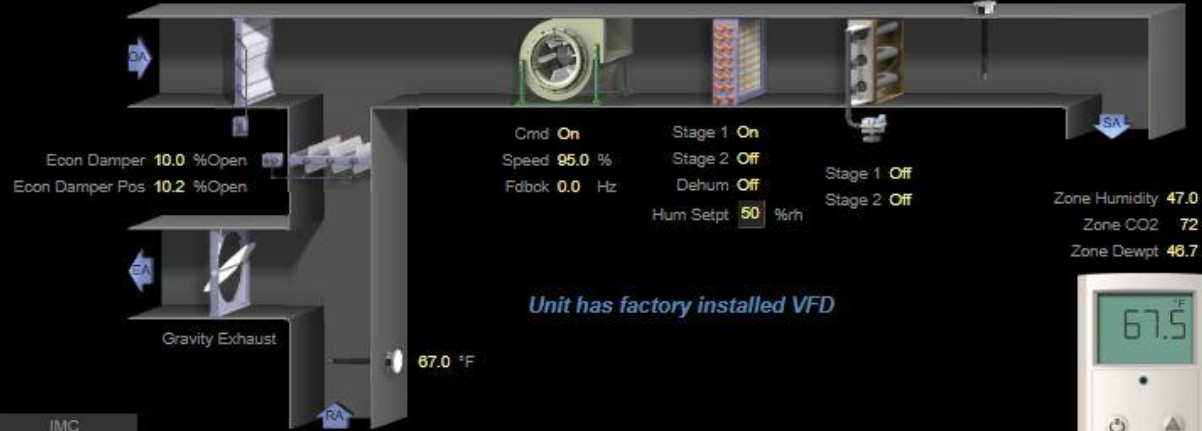 OA
Cmd On
Speed 95.0 %
Fdbck 0.0 Hz
Stage 1 On
Stage 2 Off
Dehum Off
Hum Setpt 50 %rh
Stage 1 Off
Stage 2 Off
SA
Econ Damper 10.0 %Open
Econ Damper Pos 10.2 %Open
Zone Humidity 47.0
Zone CO2 72
Zone Dewpt 46.7
EA
Unit has factory installed VFD
°F
67.5
Gravity Exhaust
67.0 °F
RA
IMC